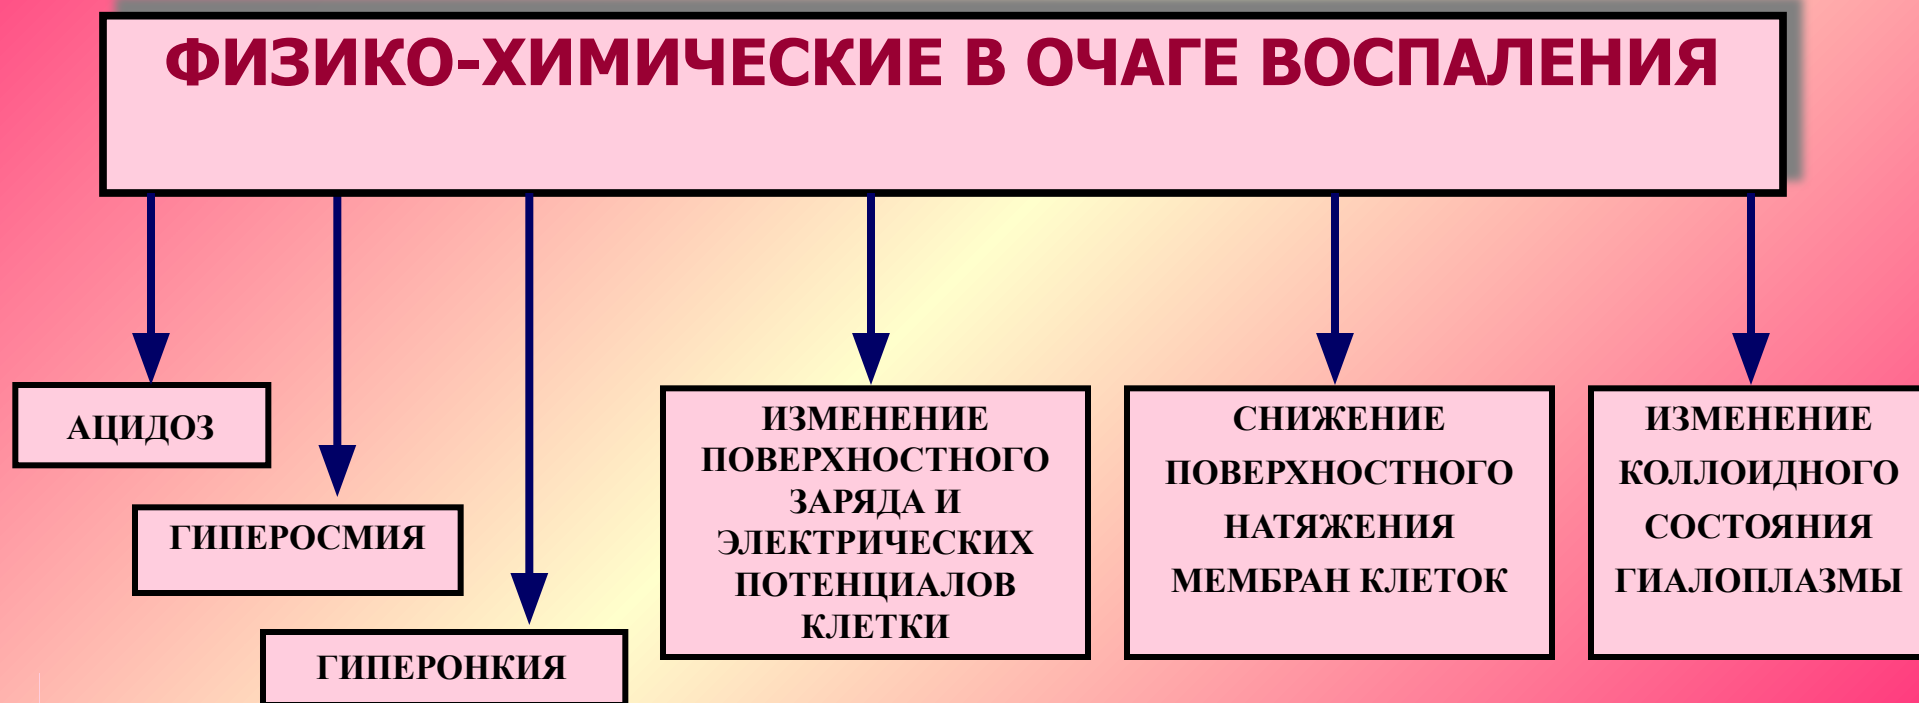 ФИЗИКО-ХИМИЧЕСКИЕ В ОЧАГЕ ВОСПАЛЕНИЯ
АЦИДОЗ
ГИПЕРОСМИЯ
ГИПЕРОНКИЯ
ИЗМЕНЕНИЕ
ПОВЕРХНОСТНОГО
ЗАРЯДА И
ЭЛЕКТРИЧЕСКИХ
ПОТЕНЦИАЛОВ
КЛЕТКИ
СНИЖЕНИЕ
ПОВЕРХНОСТНОГО
НАТЯЖЕНИЯ
МЕМБРАН КЛЕТОК
ИЗМЕНЕНИЕ
КОЛЛОИДНОГО
СОСТОЯНИЯ
ГИАЛОПЛАЗМЫ